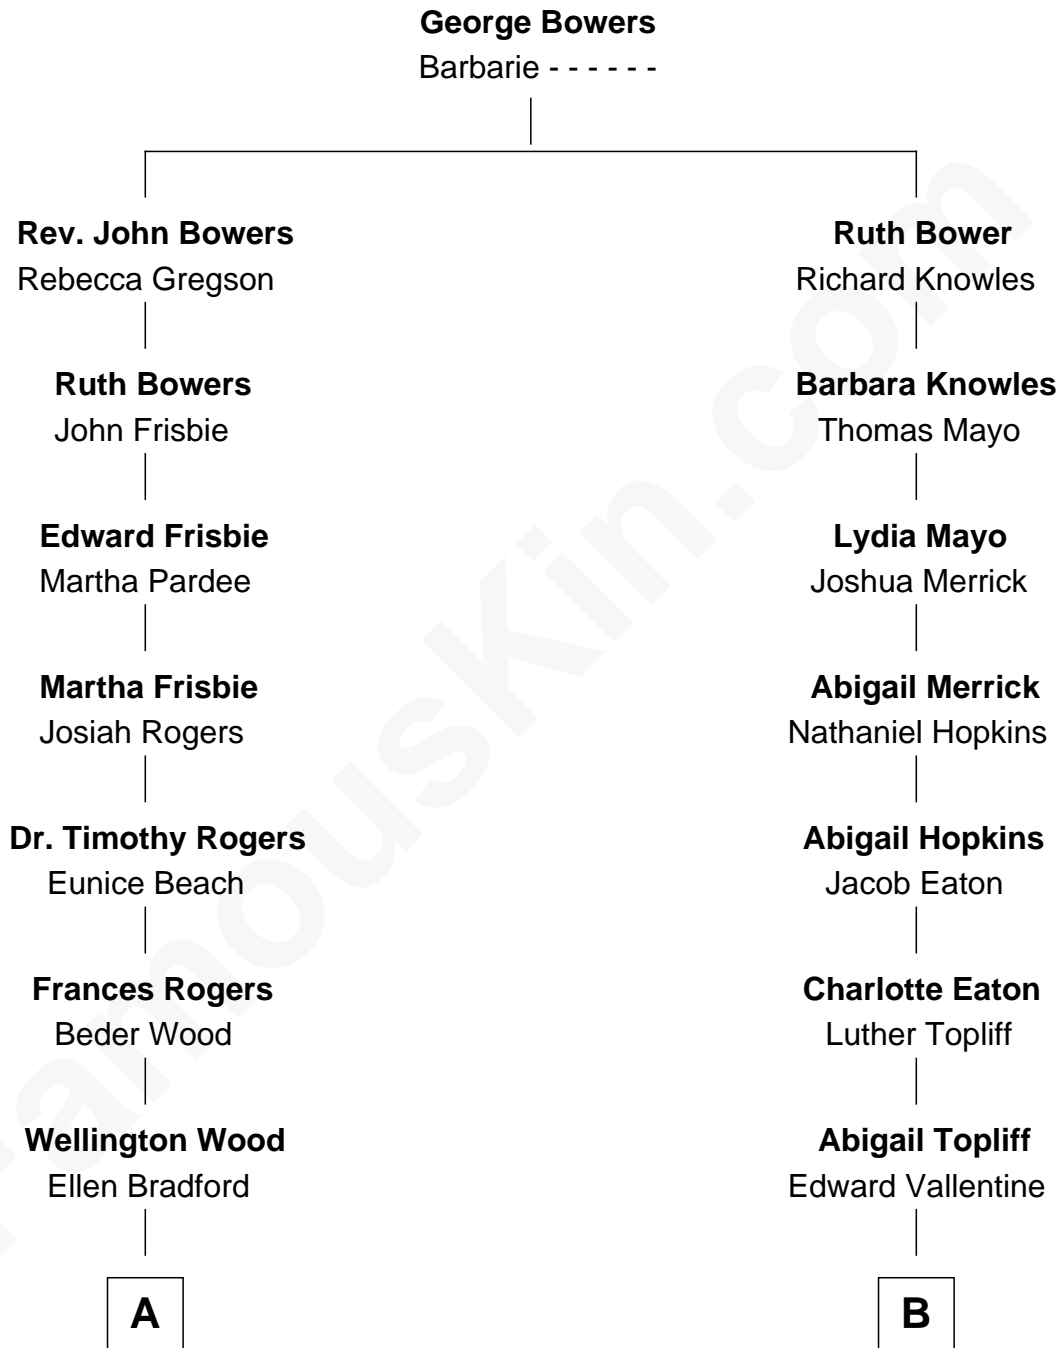 George Bowers
Barbarie - - - - - -
Rev. John Bowers
Rebecca Gregson
Ruth Bowers
John Frisbie
Edward Frisbie
Martha Pardee
Martha Frisbie
Josiah Rogers
Dr. Timothy Rogers
Eunice Beach
Frances Rogers
Beder Wood
Wellington Wood
Ellen Bradford
A
Ruth Bower
Richard Knowles
Barbara Knowles
Thomas Mayo
Lydia Mayo
Joshua Merrick
Abigail Merrick
Nathaniel Hopkins
Abigail Hopkins
Jacob Eaton
Charlotte Eaton
Luther Topliff
Abigail Topliff
Edward Vallentine
B
FamousKin.com